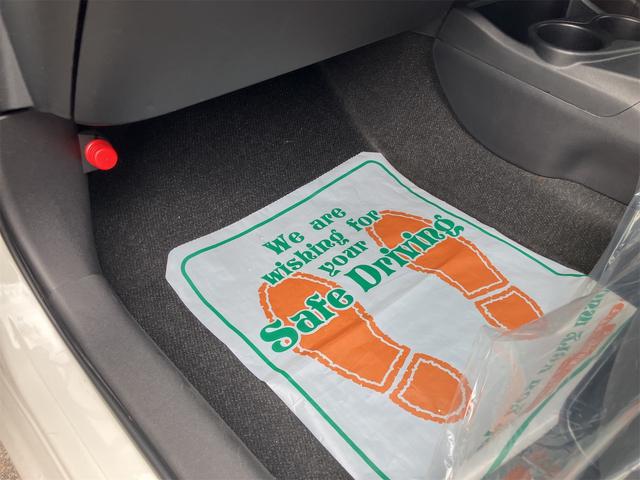 We are
wishing for
your
Safe Driving